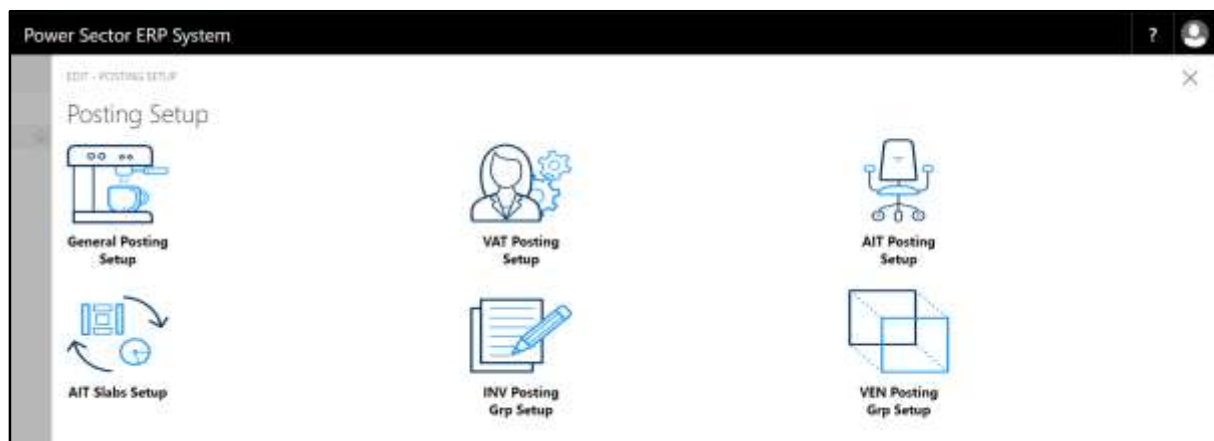 Power Sector ERP System
?
EDIT - POSTING SETUP
Posting Setup
General Posting
Setup
VAT Posting
Setup
AIT Posting
Setup
AIT Slabs Setup
INV Posting
Grp Setup
VEN Posting
Grp Setup